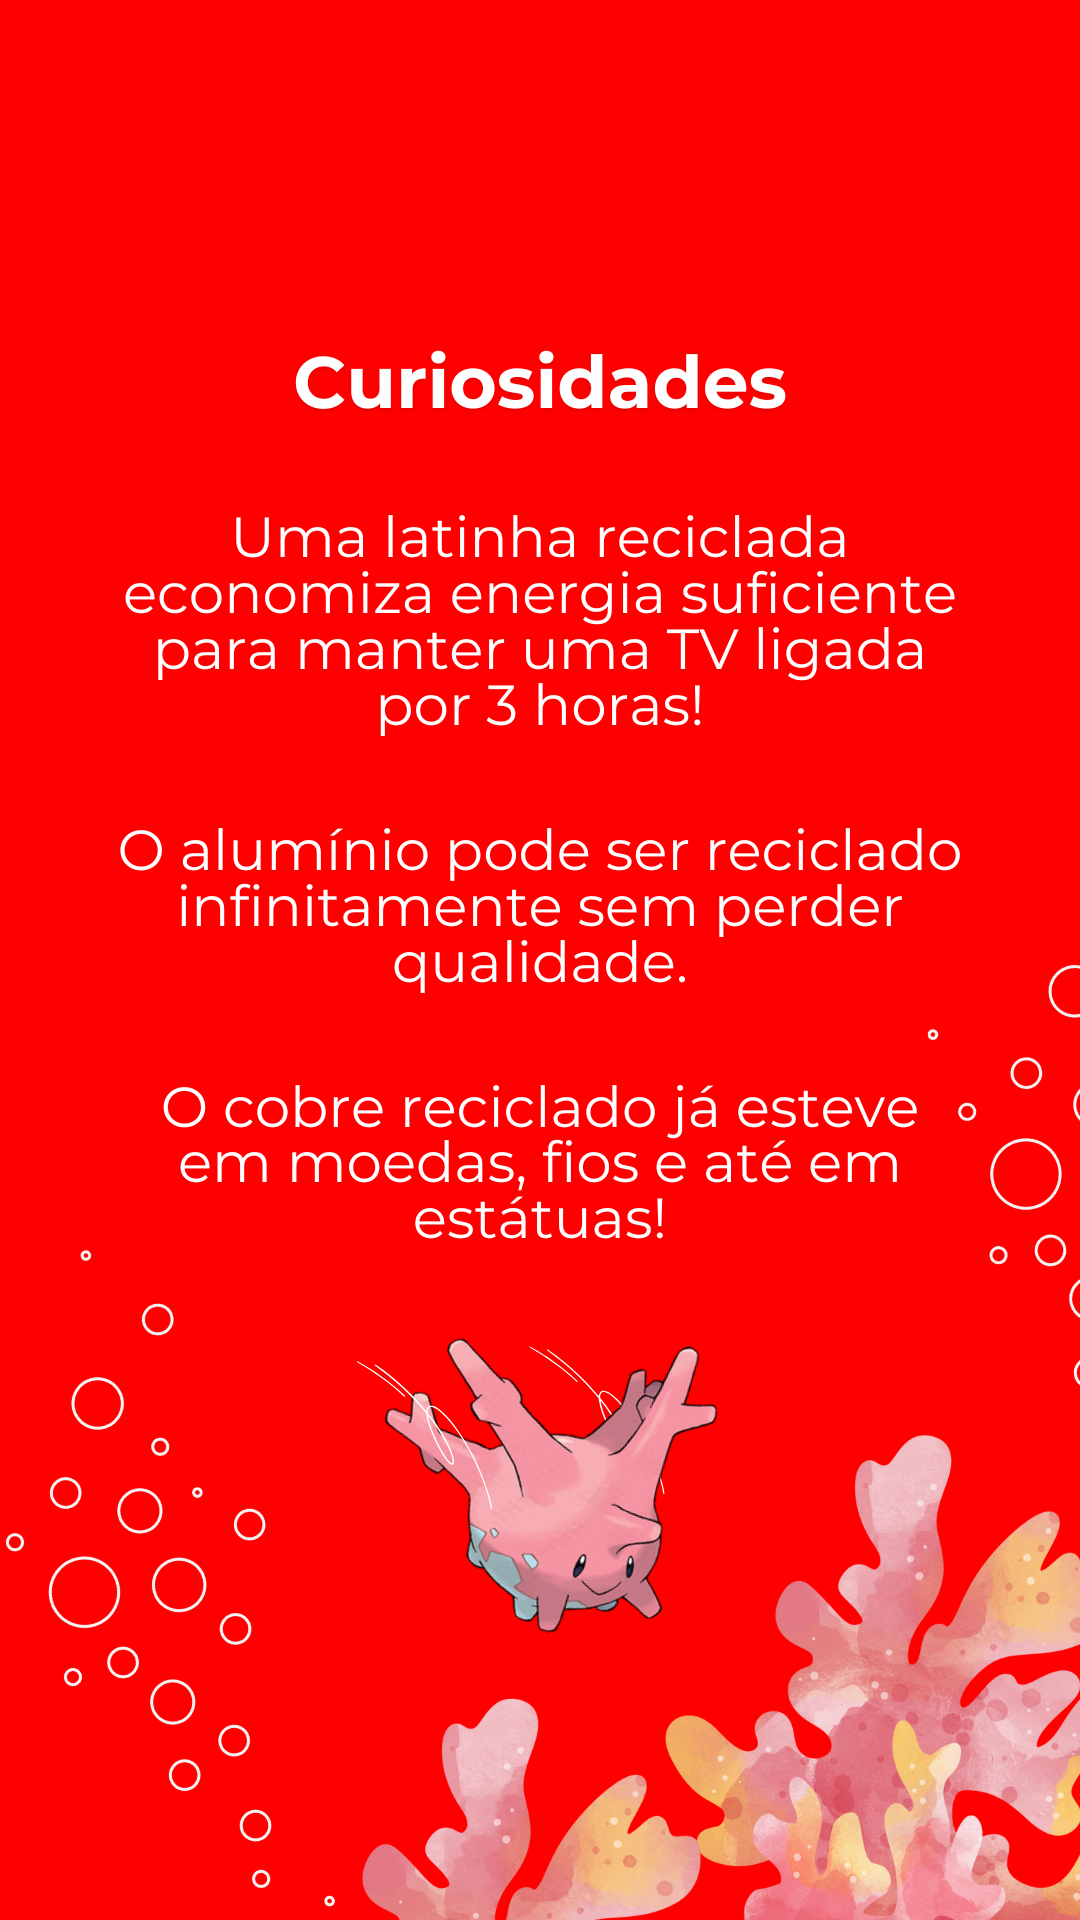 Curiosidades
Uma latinha reciclada
economiza energia suficiente
para manter uma TV ligada
por 3 horas!
O alumínio pode ser reciclado
infinitamente sem perder
qualidade.
O cobre reciclado já esteve
em moedas, fios e até em
estátuas!